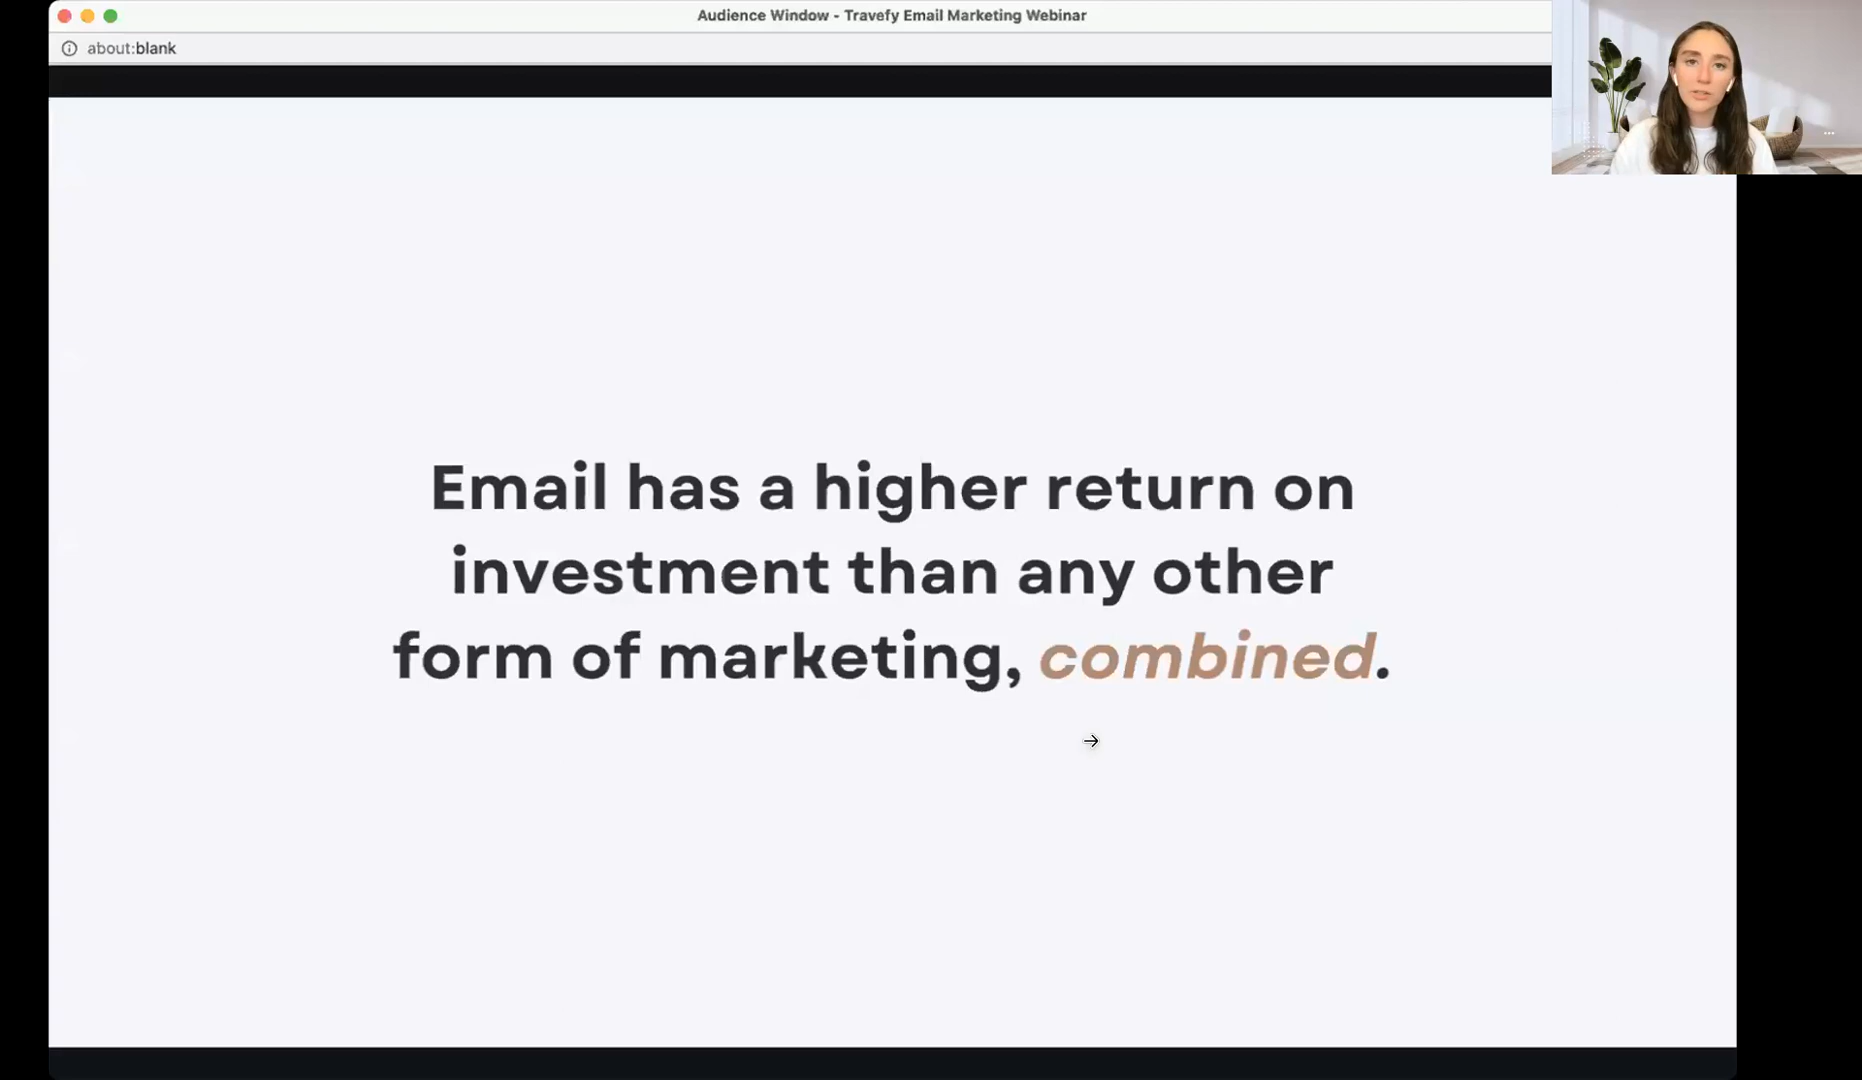 Audience Window - Travefy Email Marketing Webinar
about:blank
Email has a higher return on
investment than any other
form of marketing, combined.